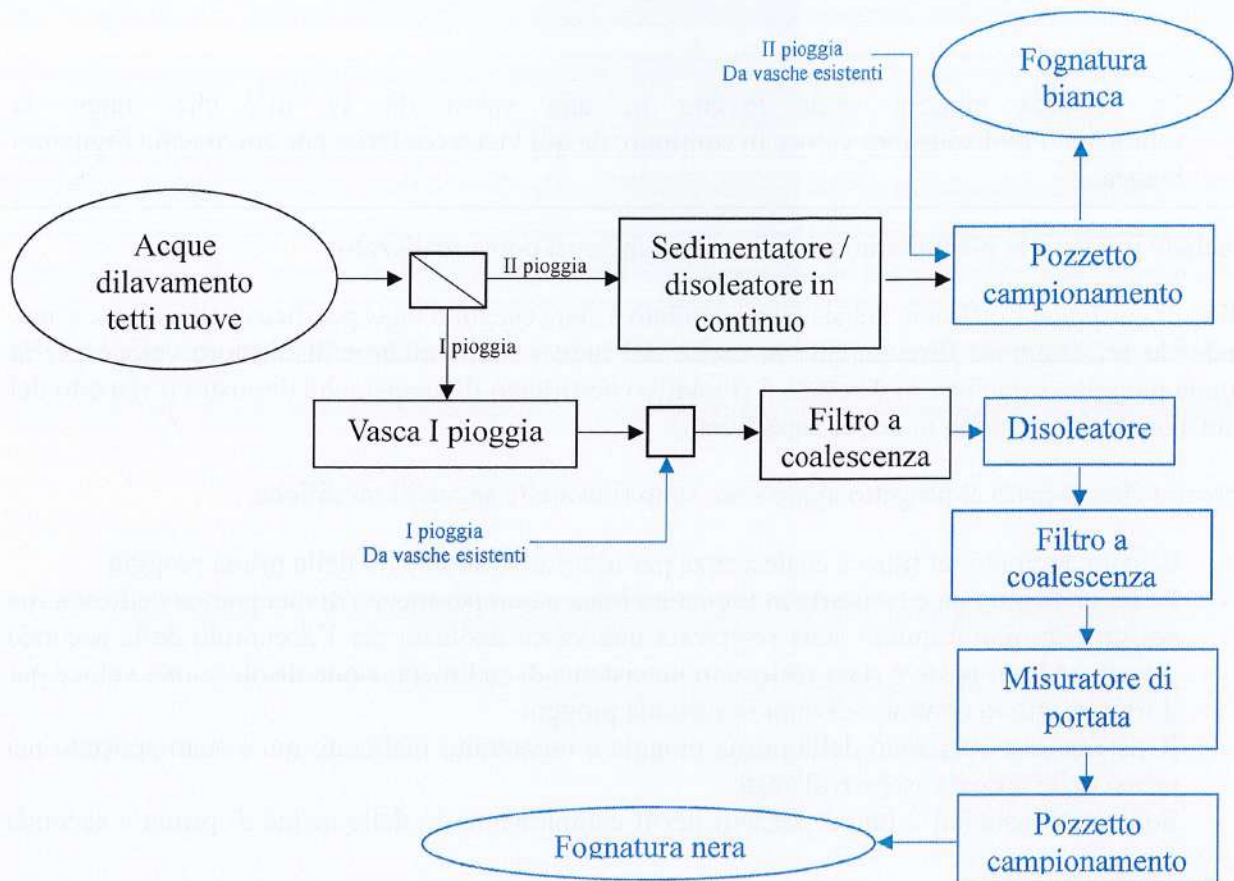 II pioggia
Da vasche esistenti
Fognatura
bianca
Acque
dilavamento
tetti nuove
II pioggia
Sedimentatore /
disoleatore in
continuo
Pozzetto
campionamento
I pioggia
Vasca I pioggia
Filtro a
coalescenza
Disoleatore
I pioggia
Da vasche esistenti
Filtro a
coalescenza
Misuratore di
portata
Pozzetto
campionamento
Fognatura nera